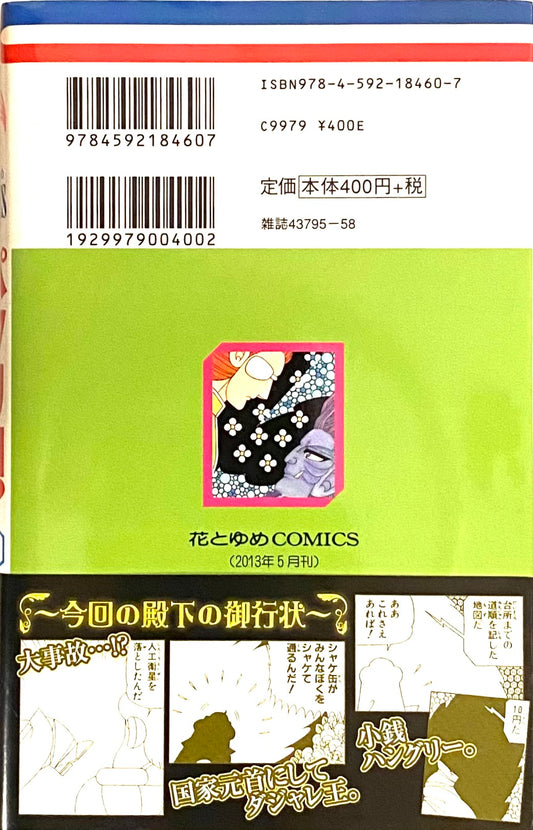 ISBN978-4-592-18460-7
C9979 ¥400E
9784592184607
定価 本体400円+税
雑誌43795-58
1929979004002
花とゆめCOMICS
(2013年5月刊)
～今回の殿下の御行状～
台所までの
道順を記した
地図だ
ああ
これさえ
あれば!
10円だ
小銭
ハングリー。
シャケ缶が
みんなぼくを
シャケて
通るんだ!
国家元首にして
ダジャレ王。
大事故…!?
人工衛星を
落としたんだ